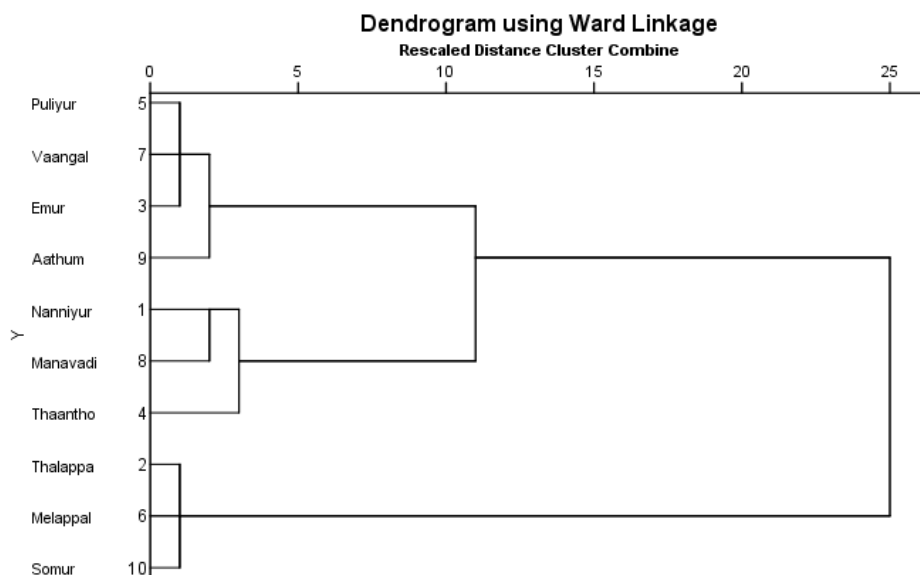 Dendrogram using Ward Linkage
Rescaled Distance Cluster Combine
0 5 10 15 20 25
Puliyur 5
Vaangal 7
Emur 3
Aathum 9
Nanniyur 1
Y
Manavadi 8
Thaantho 4
Thalappa 2
Melappal 6
Somur 10